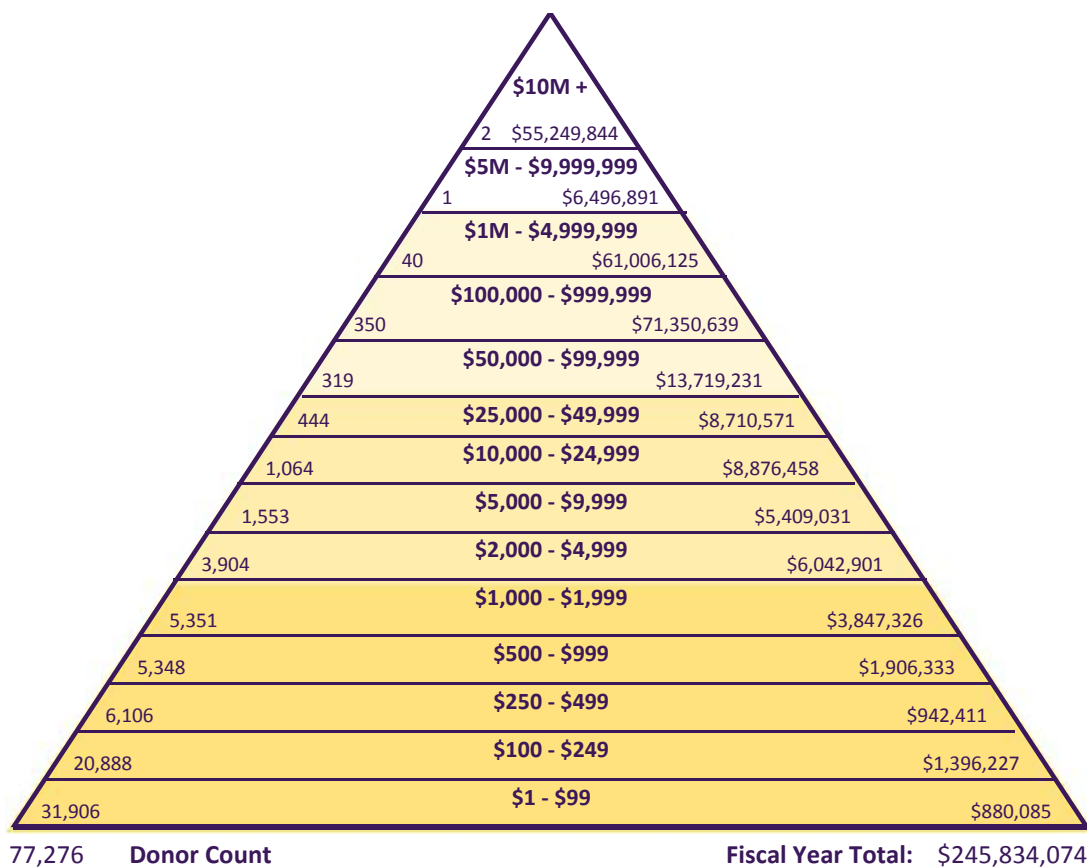 $10M +
2 $55,249,844
$5M - $9,999,999
1 $6,496,891
$1M - $4,999,999
40 $61,006,125
$100,000 - $999,999
350 $71,350,639
$50,000 - $99,999
319 $13,719,231
$25,000 - $49,999
444 $8,710,571
$10,000 - $24,999
1,064 $8,876,458
$5,000 - $9,999
1,553 $5,409,031
$2,000 - $4,999
3,904 $6,042,901
$1,000 - $1,999
5,351 $3,847,326
$500 - $999
5,348 $1,906,333
$250 - $499
6,106 $942,411
$100 - $249
20,888 $1,396,227
$1 - $99
31,906 $880,085
77,276 Donor Count Fiscal Year Total: $245,834,074